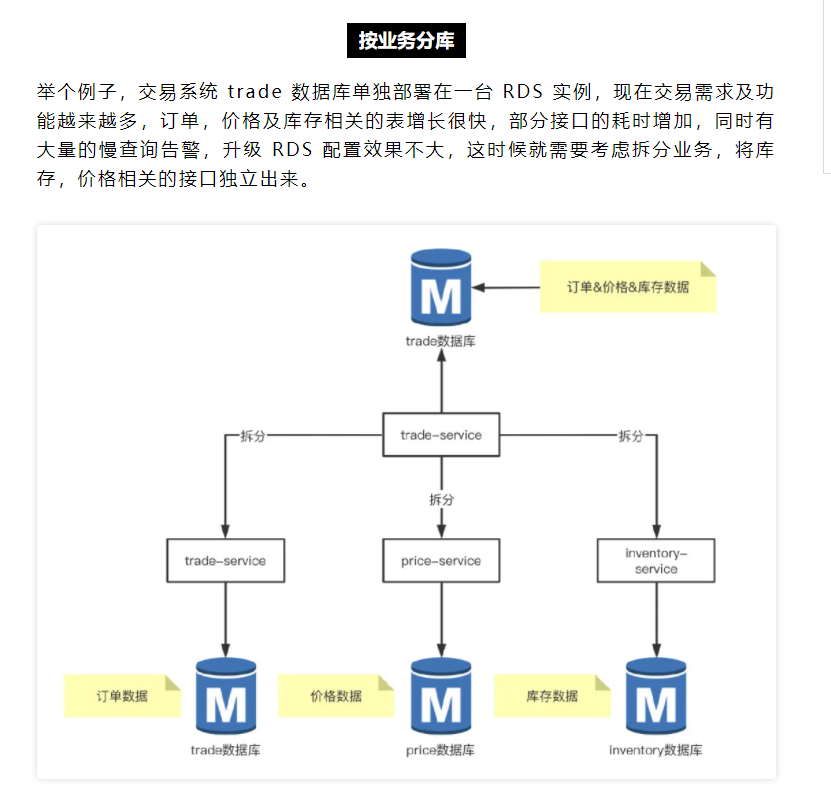 按业务分库
举个例子，交易系统 trade 数据库单独部署在一台 RDS 实例，现在交易需求及功
能越来越多，订单，价格及库存相关的表增长很快，部分接口的耗时增加，同时有
大量的慢查询告警，升级 RDS 配置效果不大，这时候就需要考虑拆分业务，将库
存，价格相关的接口独立出来。
M
订单&价格&库存数据
trade数据库
trade-service
拆分
拆分
拆分
trade-service
price-service
inventory-
service
订单数据
M
价格数据
M
库存数据
M
trade数据库
price数据库
inventory数据库